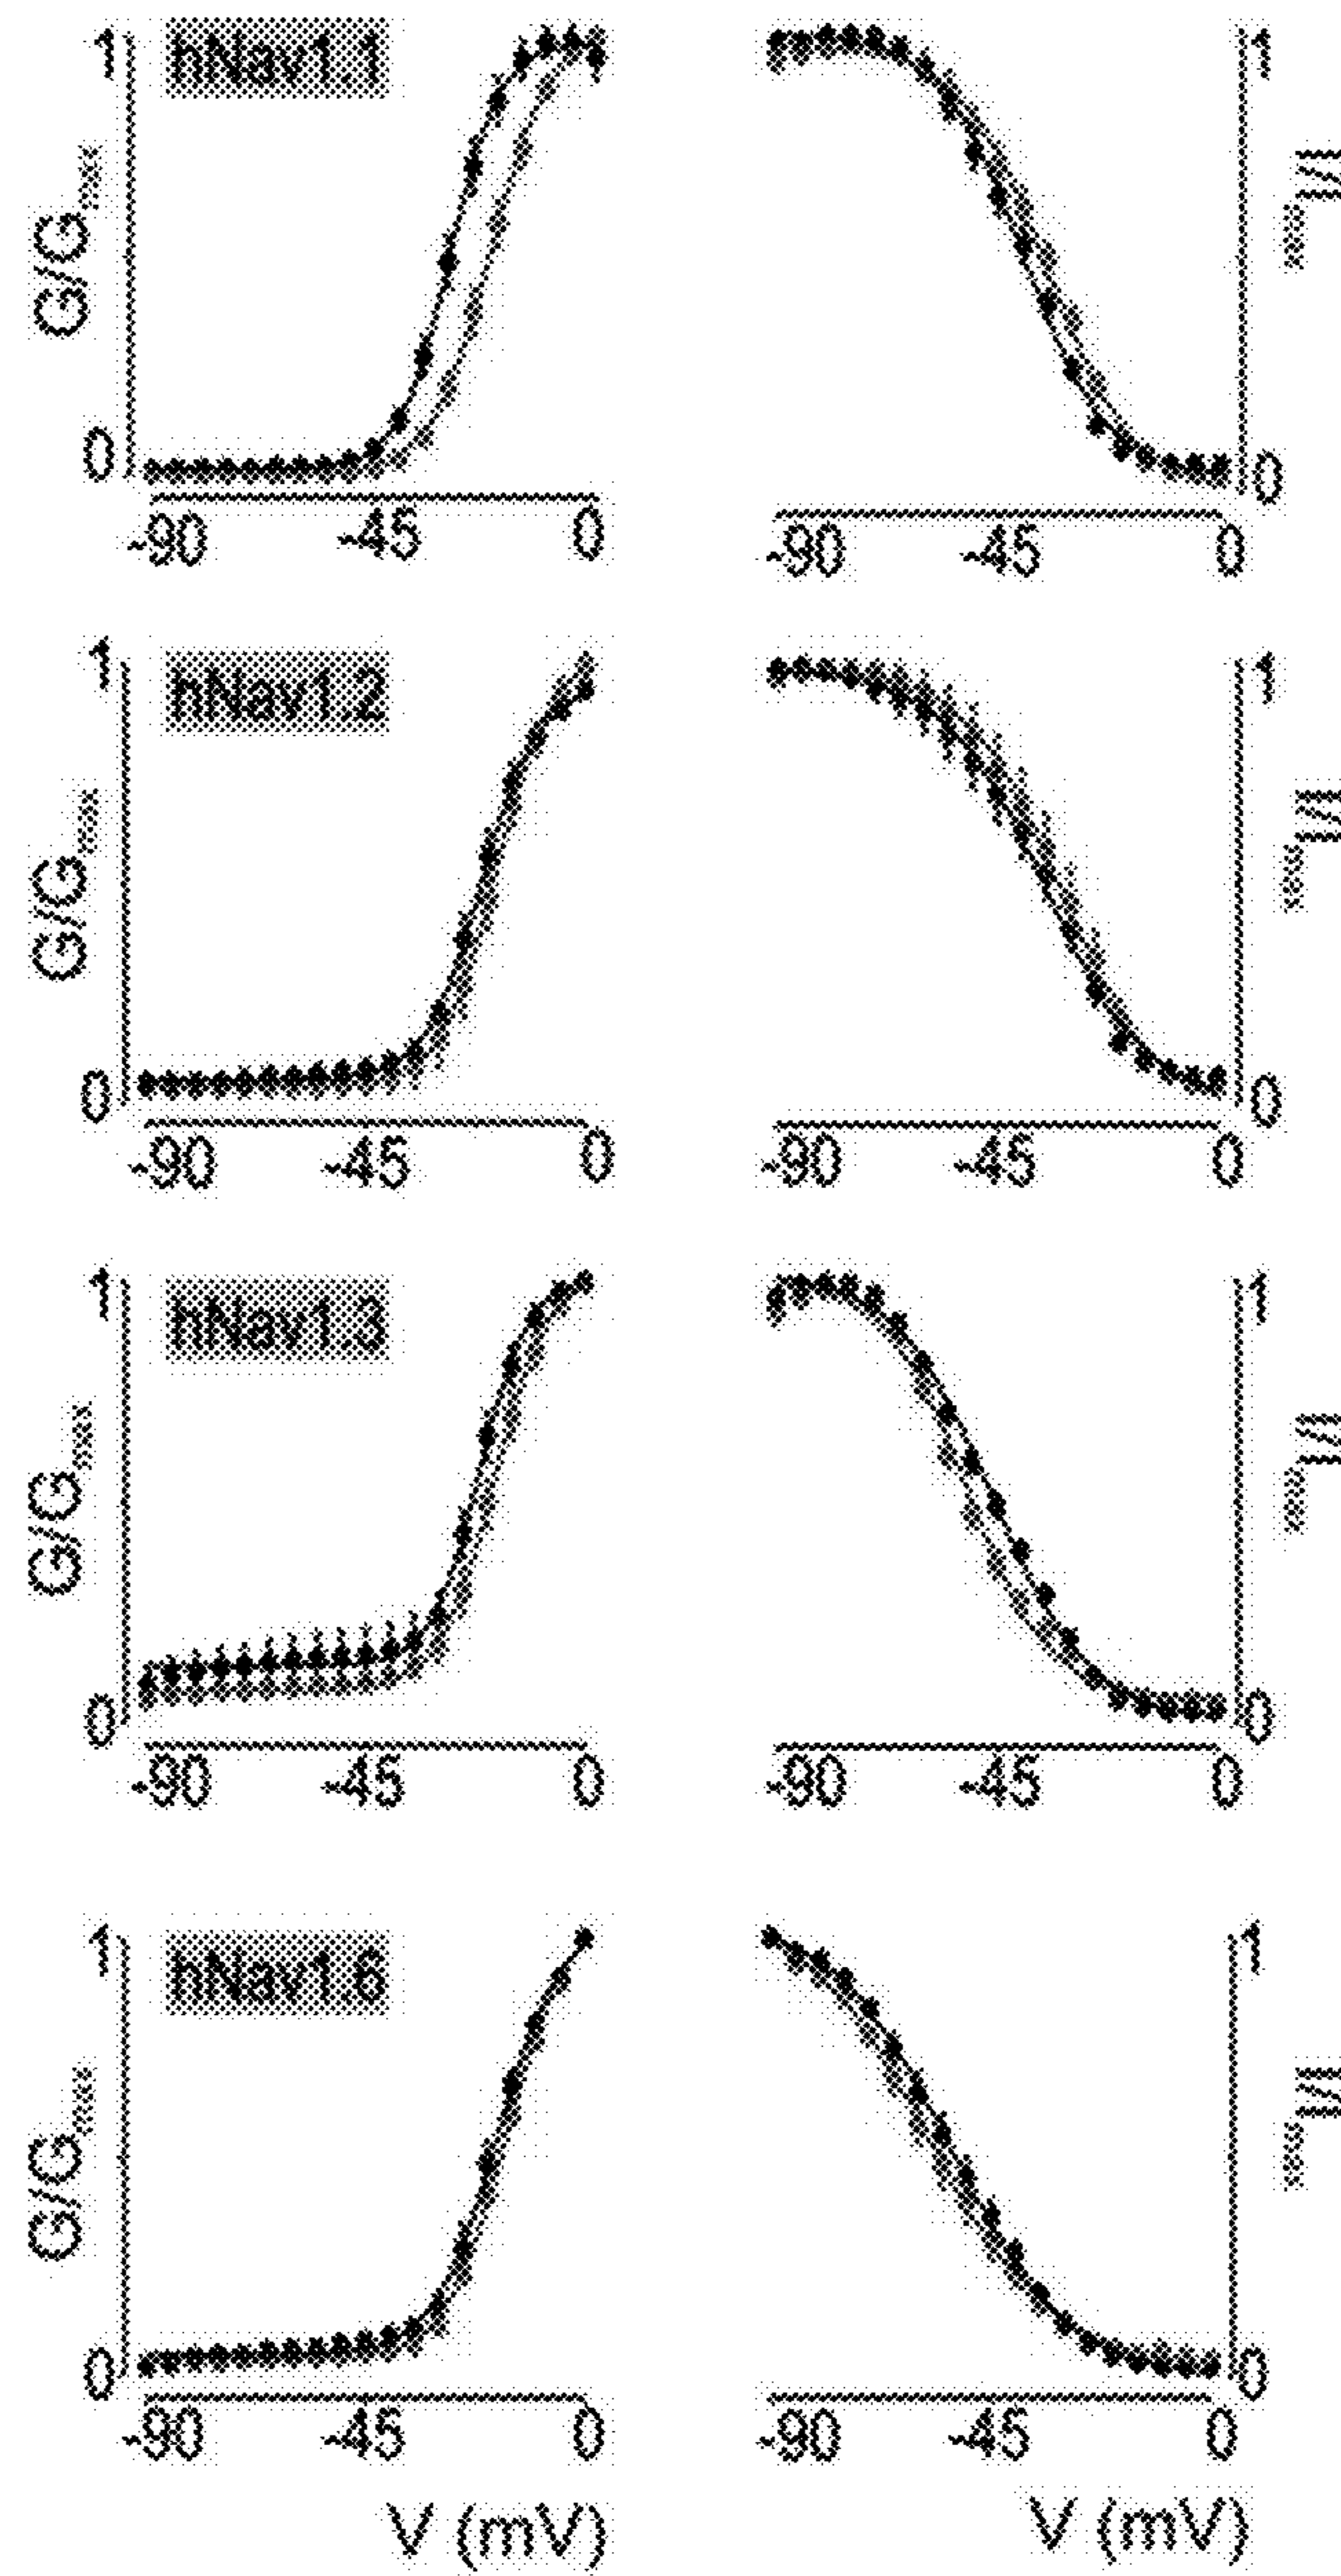 1 hNav1.1 1
G/Gmax I/I
0 0
-90 -45 0 -90 -45 0
1 hNav1.2 1
G/Gmax I/I
0 0
-90 -45 0 -90 -45 0
1 hNav1.3 1
G/Gmax I/I
0 0
-90 -45 0 -90 -45 0
1 hNav1.6 1
G/Gmax I/I
0 0
-90 -45 0 -90 -45 0
V (mV) V (mV)